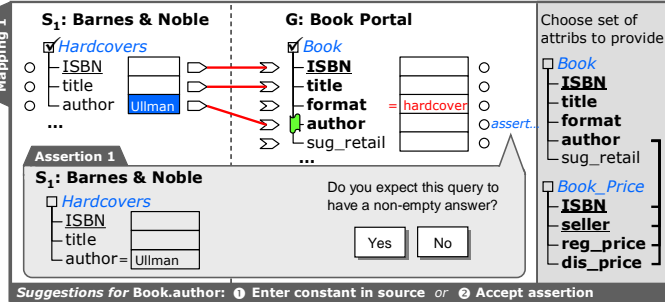 Mapping 1
S1: Barnes & Noble
Hardcovers
ISBN
title
author Ullman
...
G: Book Portal
Book
ISBN
title
format = hardcover
author assert...
sug_retail
...
Choose set of
attribs to provide
Book
ISBN
title
format
author
sug_retail
Book_Price
ISBN
seller
reg_price
dis_price
Assertion 1
S1: Barnes & Noble
Hardcovers
ISBN
title
author= Ullman
Do you expect this query to
have a non-empty answer?
Yes No
Suggestions for Book.author: ❶ Enter constant in source or ❷ Accept assertion